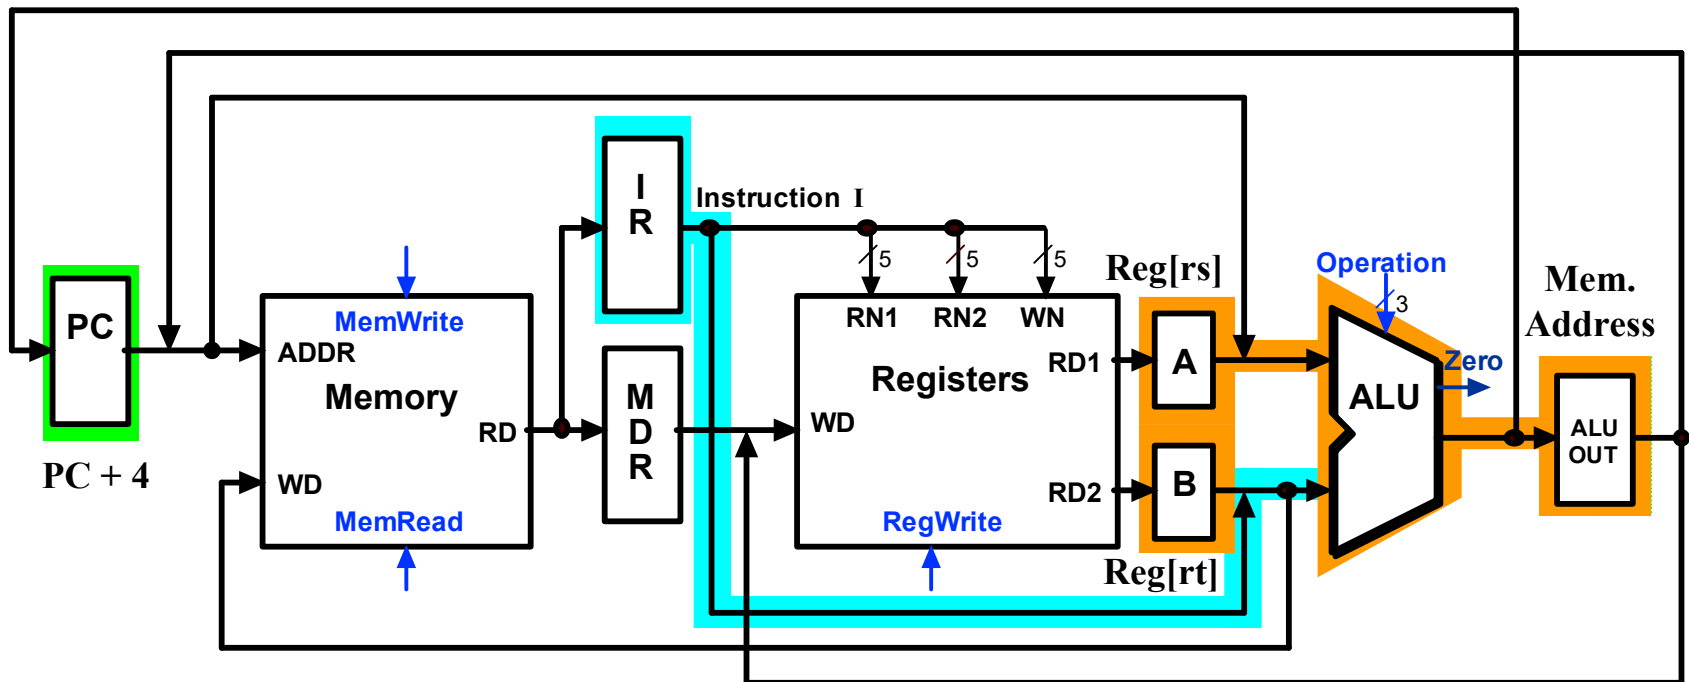 I
R
Instruction I
5
5
5
Reg[rs]
Operation
3
Mem.
Address
PC
MemWrite
ADDR
Memory
RD
WD
MemRead
PC + 4
M
D
R
RN1
RN2
WN
RD1
Registers
WD
RD2
RegWrite
A
B
Reg[rt]
Zero
ALU
ALU
OUT